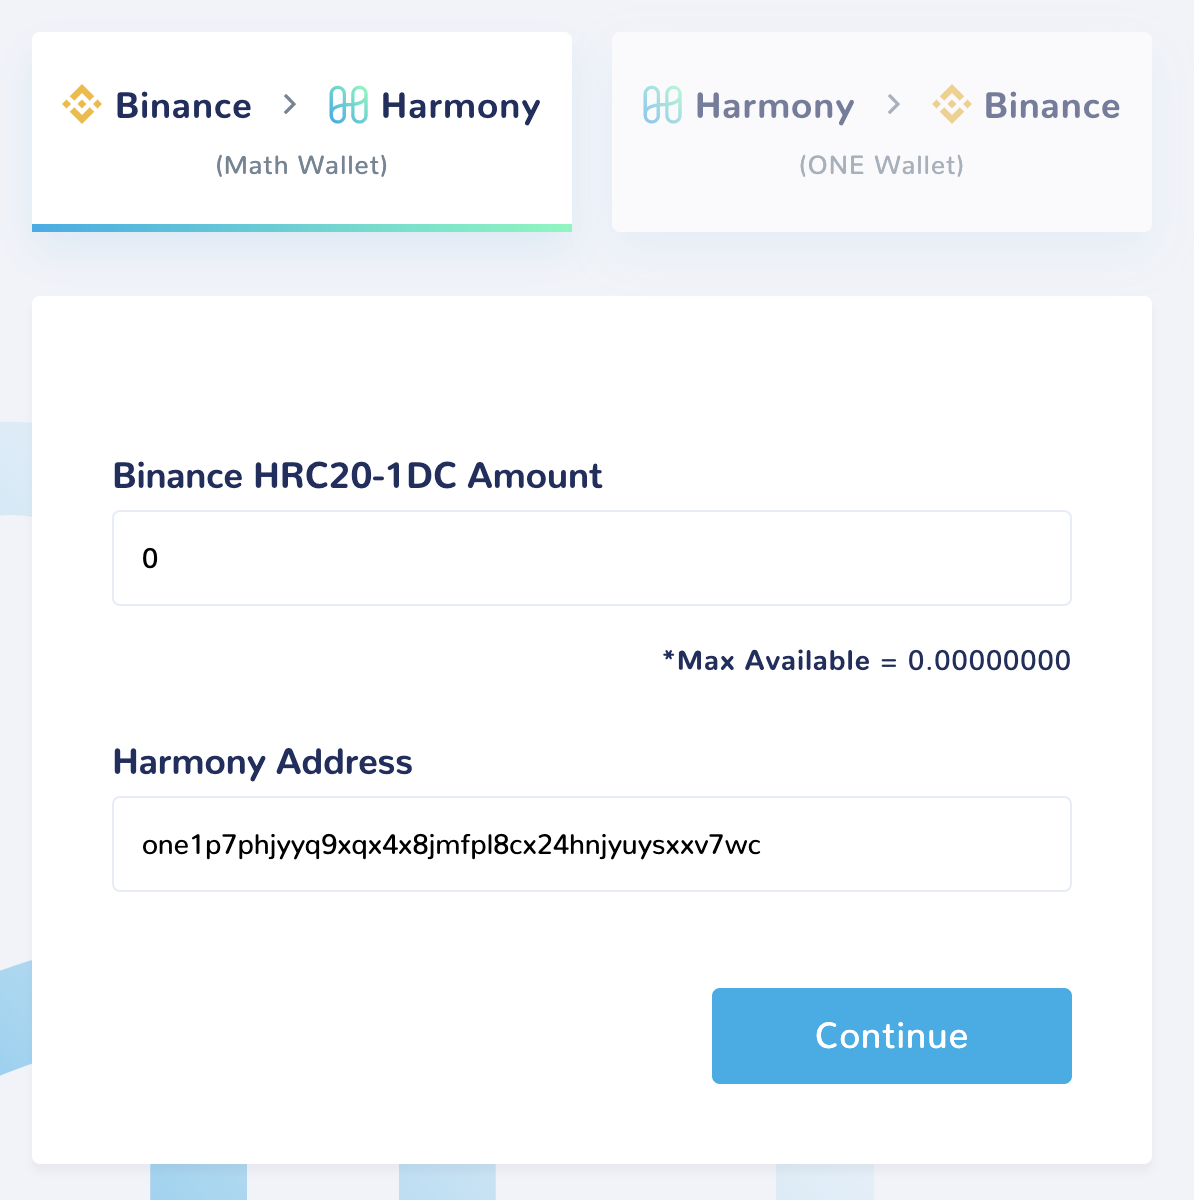 Binance > Harmony
(Math Wallet)
Harmony > Binance
(ONE Wallet)
Binance HRC20-1DC Amount
0
*Max Available = 0.00000000
Harmony Address
one1p7phjyyq9xqx4x8jmfpl8cx24hnjyuysxxv7wc
Continue